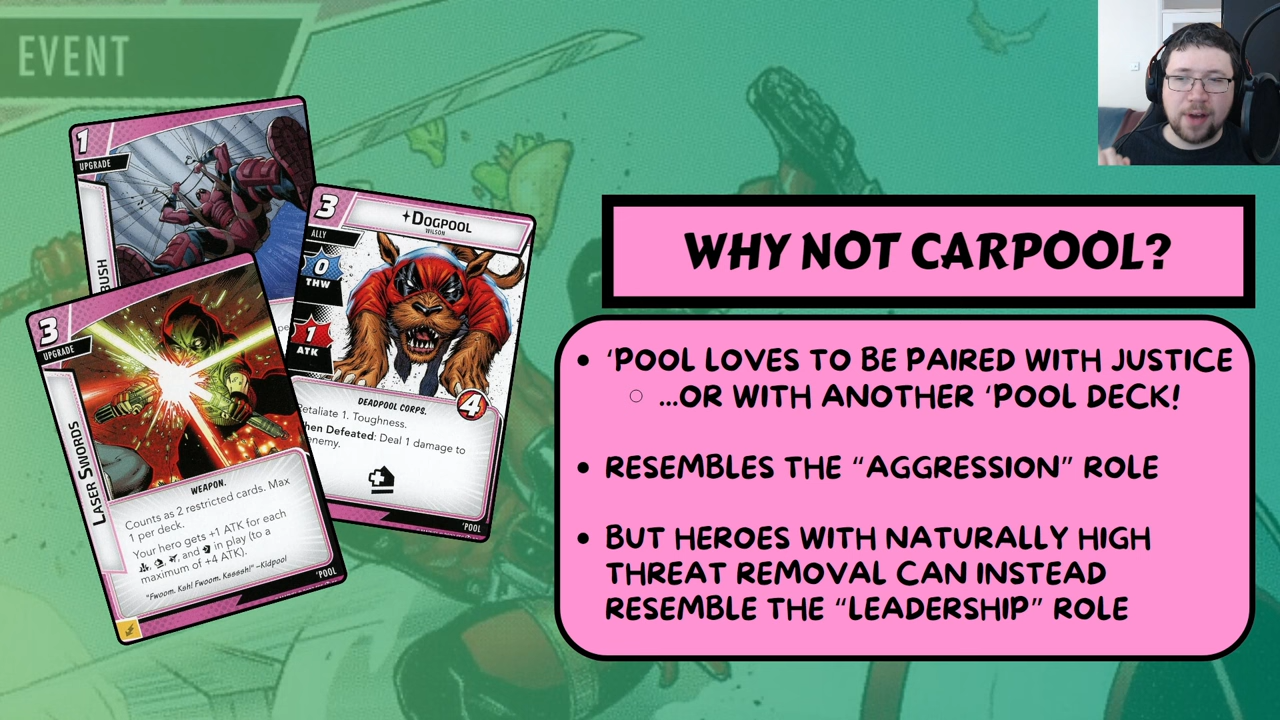 EVENT
1
UPGRADE
BUSH
3
Dogpool
WILSON
ALLY
0
THW
1
ATK
DEADPOOL CORPS.
Retaliate 1. Toughness.
When Defeated: Deal 1 damage to
enemy.
4
'POOL
3
UPGRADE
LASER SWORDS
WEAPON.
Counts as 2 restricted cards. Max
1 per deck.
Your hero gets +1 ATK for each
, and in play (to a
maximum of +4 ATK).
"Fwoom. Ksh! Fwoom. Kssssh!" –Kidpool
'POOL
WHY NOT CARPOOL?
• 'POOL LOVES TO BE PAIRED WITH JUSTICE
○ ...OR WITH ANOTHER 'POOL DECK!
• RESEMBLES THE "AGGRESSION" ROLE
• BUT HEROES WITH NATURALLY HIGH
THREAT REMOVAL CAN INSTEAD
RESEMBLE THE "LEADERSHIP" ROLE